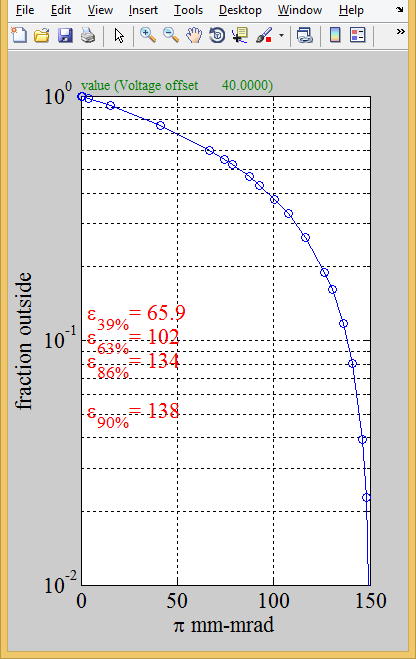 File Edit View Insert Tools Desktop Window Help
value (Voltage offset 40.0000)
10^0
ε39% = 65.9
10^-1
ε63% = 102
ε86% = 134
ε90% = 138
fraction outside
10^-2
0 50 100 150
π mm-mrad